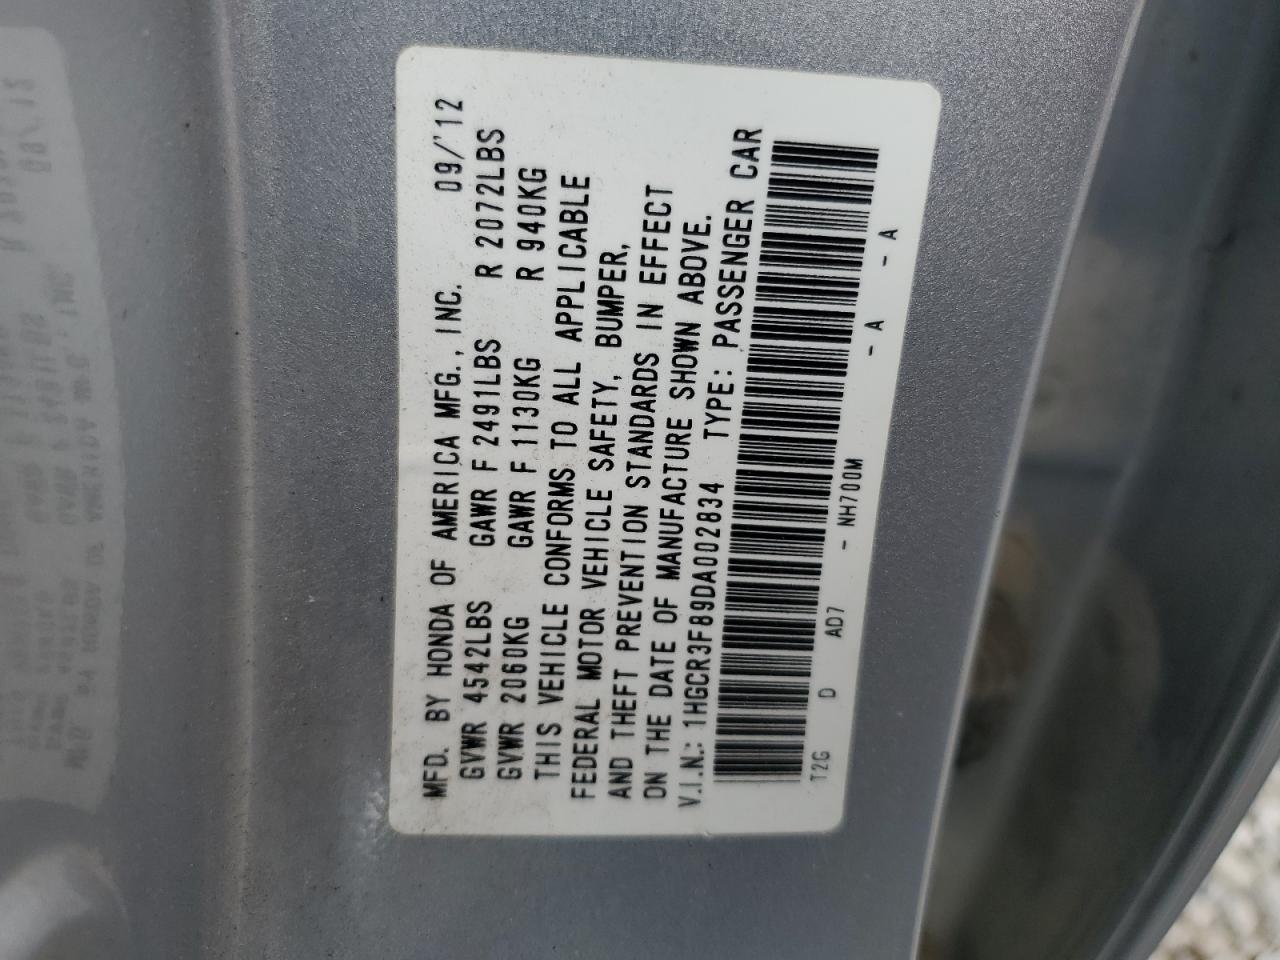 MFD. BY HONDA OF AMERICA MFG., INC. 09/'12
GVWR 4542LBS GAWR F 2491LBS R 2072LBS
GVWR 2060KG GAWR F 1130KG R 940KG
THIS VEHICLE CONFORMS TO ALL APPLICABLE
FEDERAL MOTOR VEHICLE SAFETY, BUMPER,
AND THEFT PREVENTION STANDARDS IN EFFECT
ON THE DATE OF MANUFACTURE SHOWN ABOVE.
V.I.N.: 1HGCR3F89DA002834 TYPE: PASSENGER CAR
T2G D AD7 - NH700M - A - A